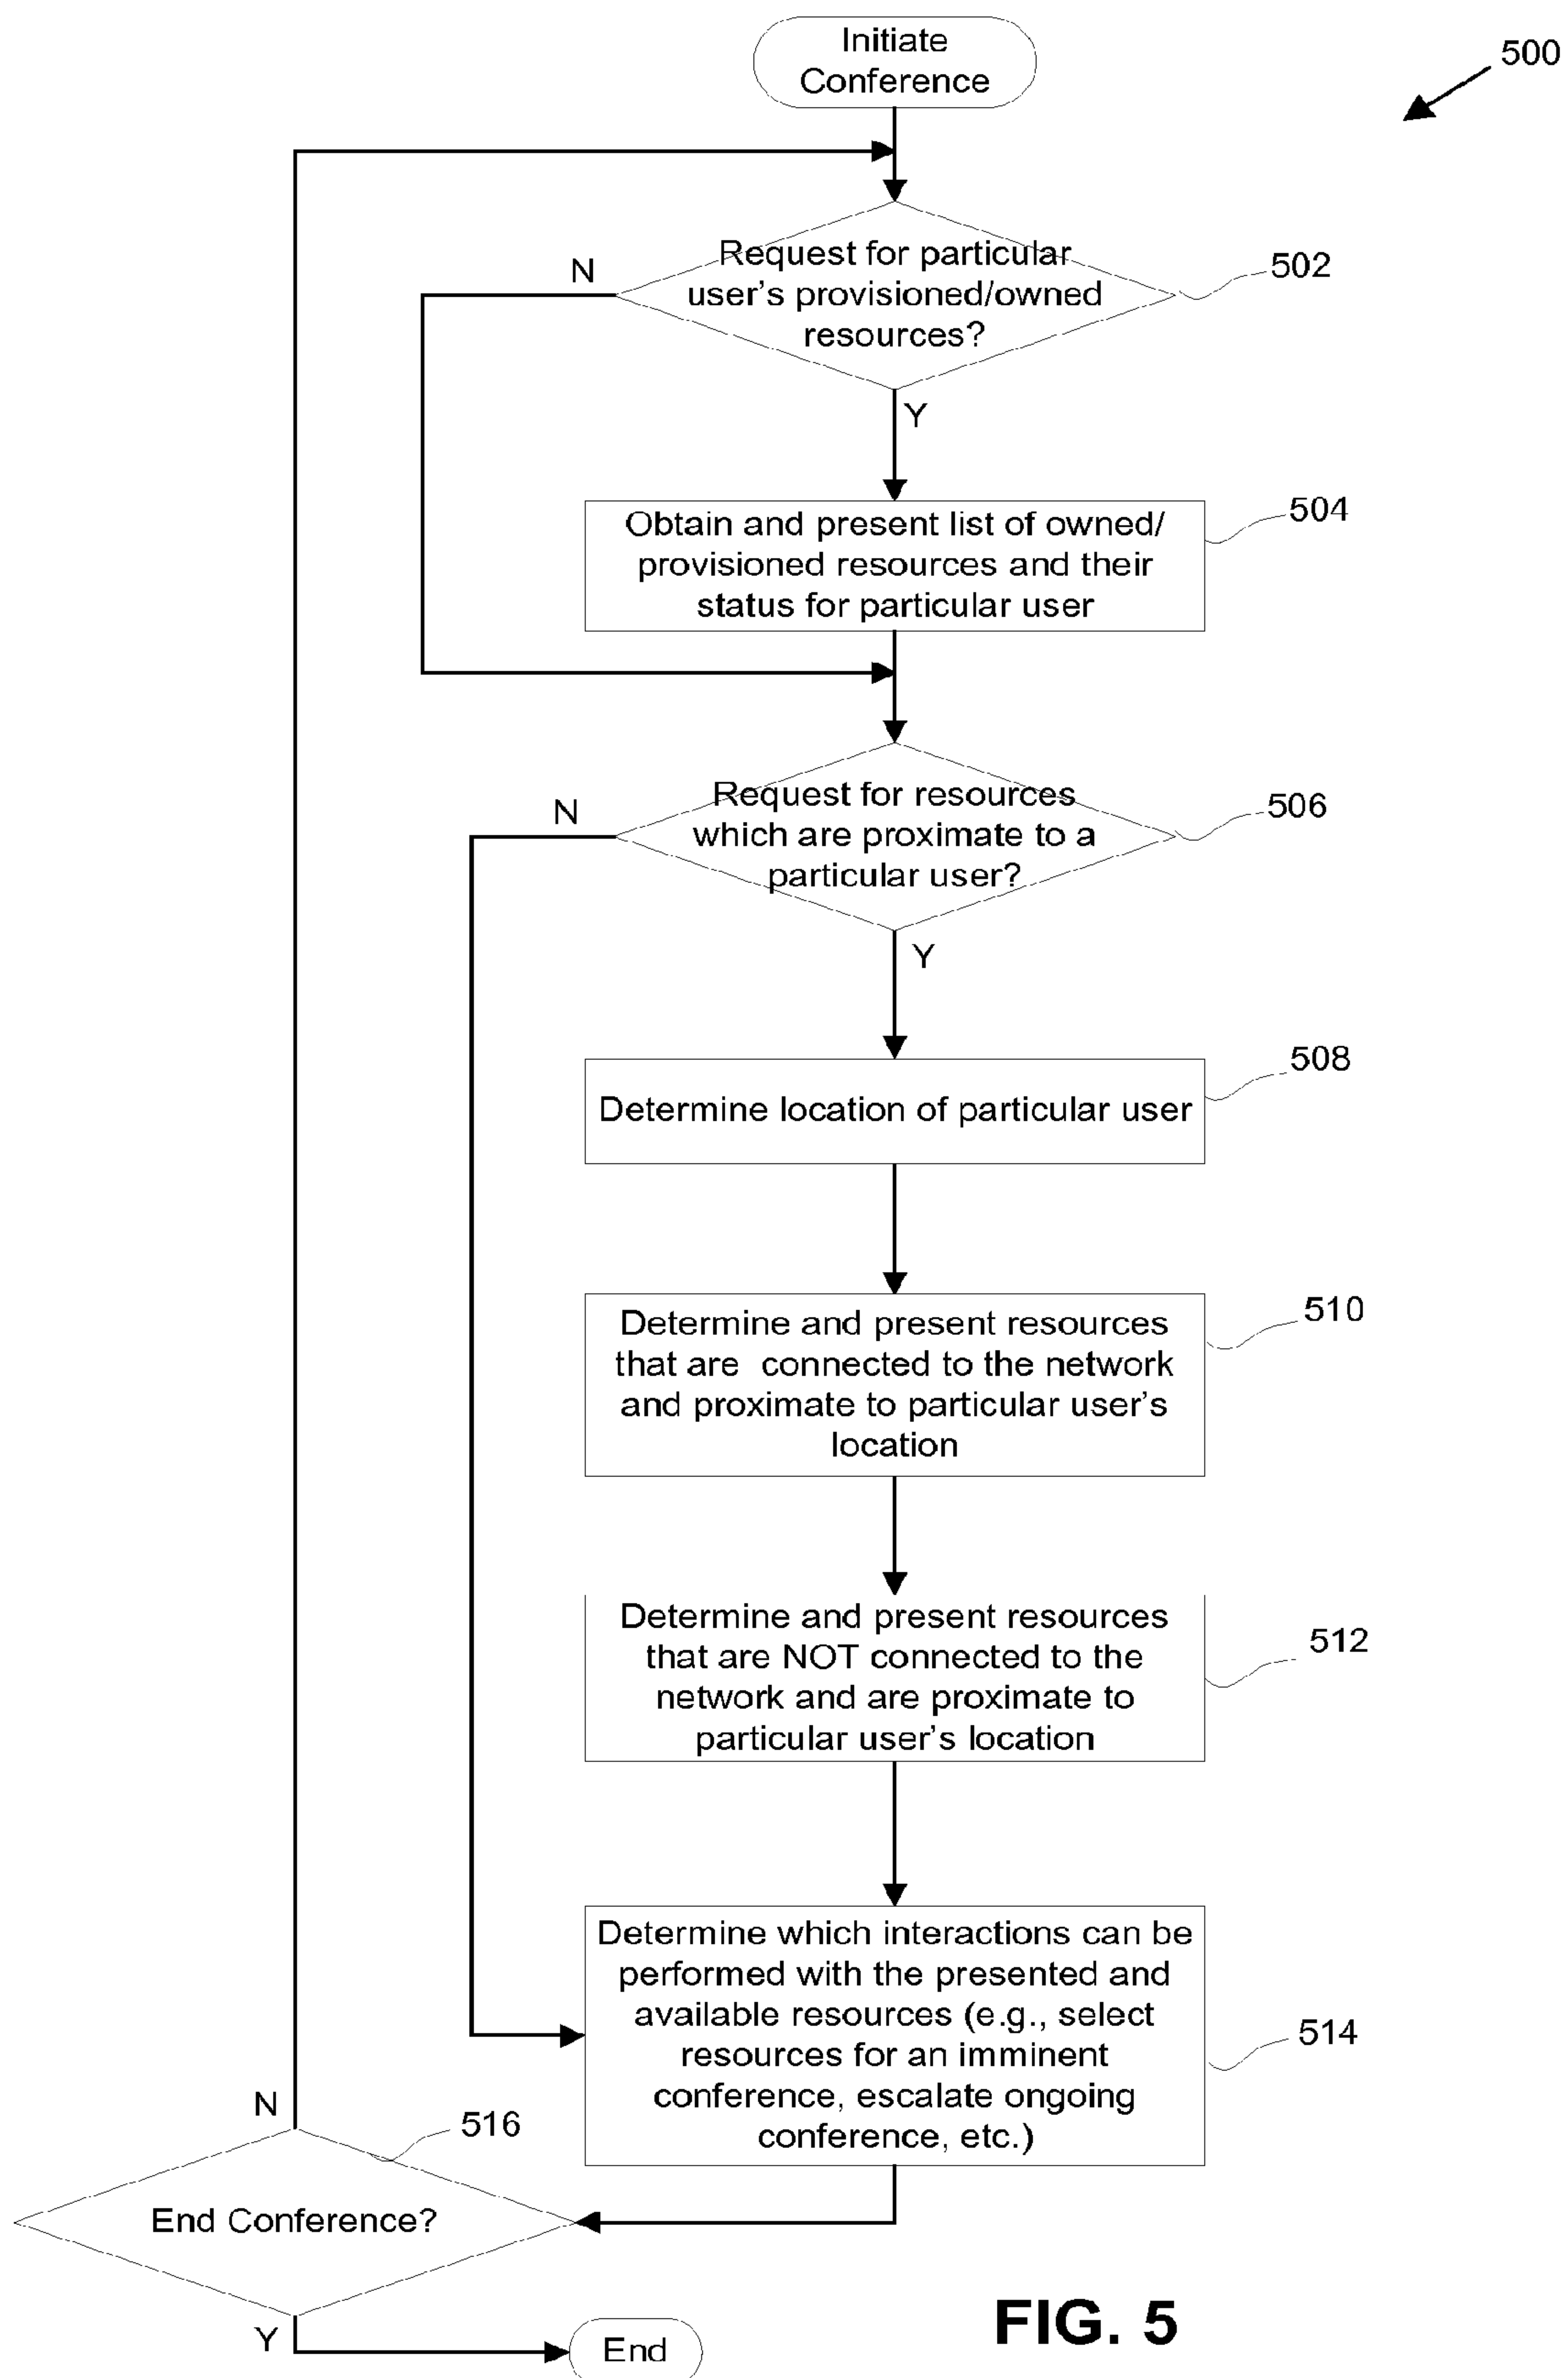 Initiate
Conference
500
Request for particular
user's provisioned/owned
resources?
502
N
Y
Obtain and present list of owned/
provisioned resources and their
status for particular user
504
Request for resources
which are proximate to a
particular user?
506
N
Y
Determine location of particular user
508
Determine and present resources
that are connected to the network
and proximate to particular user's
location
510
Determine and present resources
that are NOT connected to the
network and are proximate to
particular user's location
512
Determine which interactions can be
performed with the presented and
available resources (e.g., select
resources for an imminent
conference, escalate ongoing
conference, etc.)
514
N
516
End Conference?
Y
End
FIG. 5